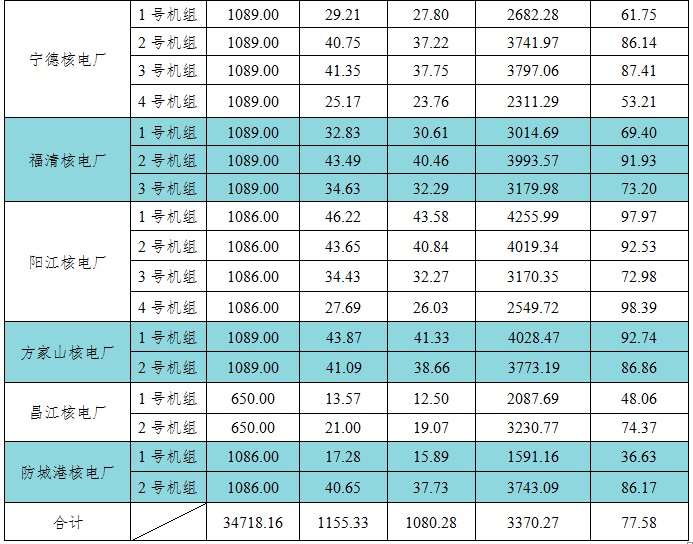 宁德核电厂 1号机组 1089.00 29.21 27.80 2682.28 61.75
2号机组 1089.00 40.75 37.22 3741.97 86.14
3号机组 1089.00 41.35 37.75 3797.06 87.41
4号机组 1089.00 25.17 23.76 2311.29 53.21
福清核电厂 1号机组 1089.00 32.83 30.61 3014.69 69.40
2号机组 1089.00 43.49 40.46 3993.57 91.93
3号机组 1089.00 34.63 32.29 3179.98 73.20
阳江核电厂 1号机组 1086.00 46.22 43.58 4255.99 97.97
2号机组 1086.00 43.65 40.84 4019.34 92.53
3号机组 1086.00 34.43 32.27 3170.35 72.98
4号机组 1086.00 27.69 26.03 2549.72 98.39
方家山核电厂 1号机组 1089.00 43.87 41.33 4028.47 92.74
2号机组 1089.00 41.09 38.66 3773.19 86.86
昌江核电厂 1号机组 650.00 13.57 12.50 2087.69 48.06
2号机组 650.00 21.00 19.07 3230.77 74.37
防城港核电厂 1号机组 1086.00 17.28 15.89 1591.16 36.63
2号机组 1086.00 40.65 37.73 3743.09 86.17
合计 34718.16 1155.33 1080.28 3370.27 77.58